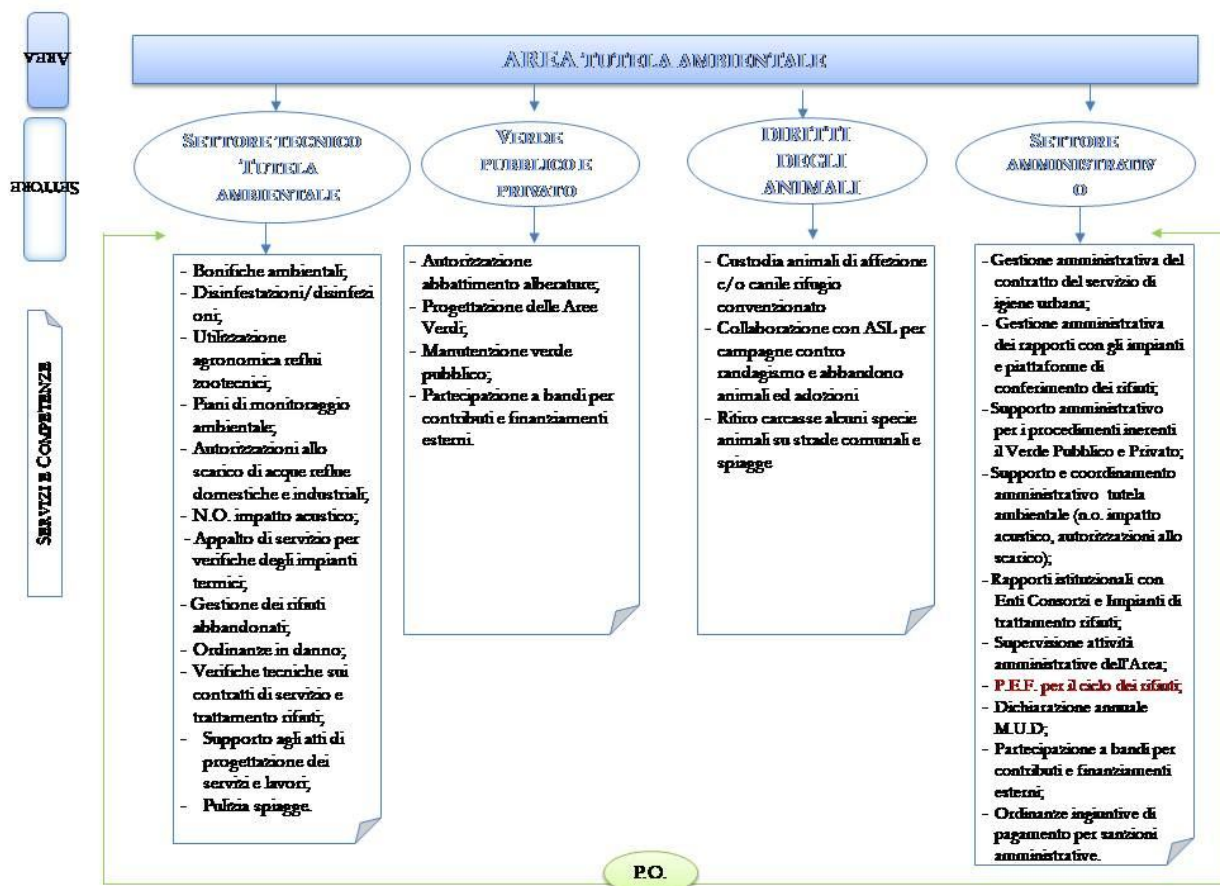 AREA
AREA TUTELA AMBIENTALE
SETTORE
SETTORE TECNICO
TUTELA
AMBIENTALE
VERDE
PUBBLICO E
PRIVATO
DIRITTI
DEGLI
ANIMALI
SETTORE
AMMINISTRATIV
O
SERVIZI E COMPETENZE
- Bonifiche ambientali;
- Disinfestazioni/disinfezi
oni;
- Utilizzazione
agronomica reflui
zootecnici;
- Piani di monitoraggio
ambientale;
- Autorizzazioni allo
scarico di acque reflue
domestiche e industriali;
- N.O. impatto acustico;
- Appalto di servizio per
verifiche degli impianti
termici;
- Gestione dei rifiuti
abbandonati;
- Ordinanze in danno;
- Verifiche tecniche sui
contratti di servizio e
trattamento rifiuti;
- Supporto agli atti di
progettazione dei
servizi e lavori;
- Pulizia spiagge.
- Autorizzazione
abbattimento alberature;
- Progettazione delle Aree
Verdi;
- Manutenzione verde
pubblico;
- Partecipazione a bandi per
contributi e finanziamenti
esterni.
- Custodia animali di affezione
c/o canile rifugio
convenzionato
- Collaborazione con ASL per
campagne contro
randagismo e abbandono
animali ed adozioni
- Ritiro carcasse alcuni specie
animali su strade comunali e
spiagge
- Gestione amministrativa del
contratto del servizio di
igiene urbana;
- Gestione amministrativa
dei rapporti con gli impianti
e piattaforme di
conferimento dei rifiuti;
- Supporto amministrativo
per i procedimenti inerenti
il Verde Pubblico e Privato;
- Supporto e coordinamento
amministrativo tutela
ambientale (n.o. impatto
acustico, autorizzazioni allo
scarico);
- Rapporti istituzionali con
Enti Consorzi e Impianti di
trattamento rifiuti;
- Supervisione attività
amministrative dell'Area;
- P.E.F. per il ciclo dei rifiuti;
- Dichiarazione annuale
M.U.D;
- Partecipazione a bandi per
contributi e finanziamenti
esterni;
- Ordinanze ingiuntive di
pagamento per sanzioni
amministrative.
P.O.